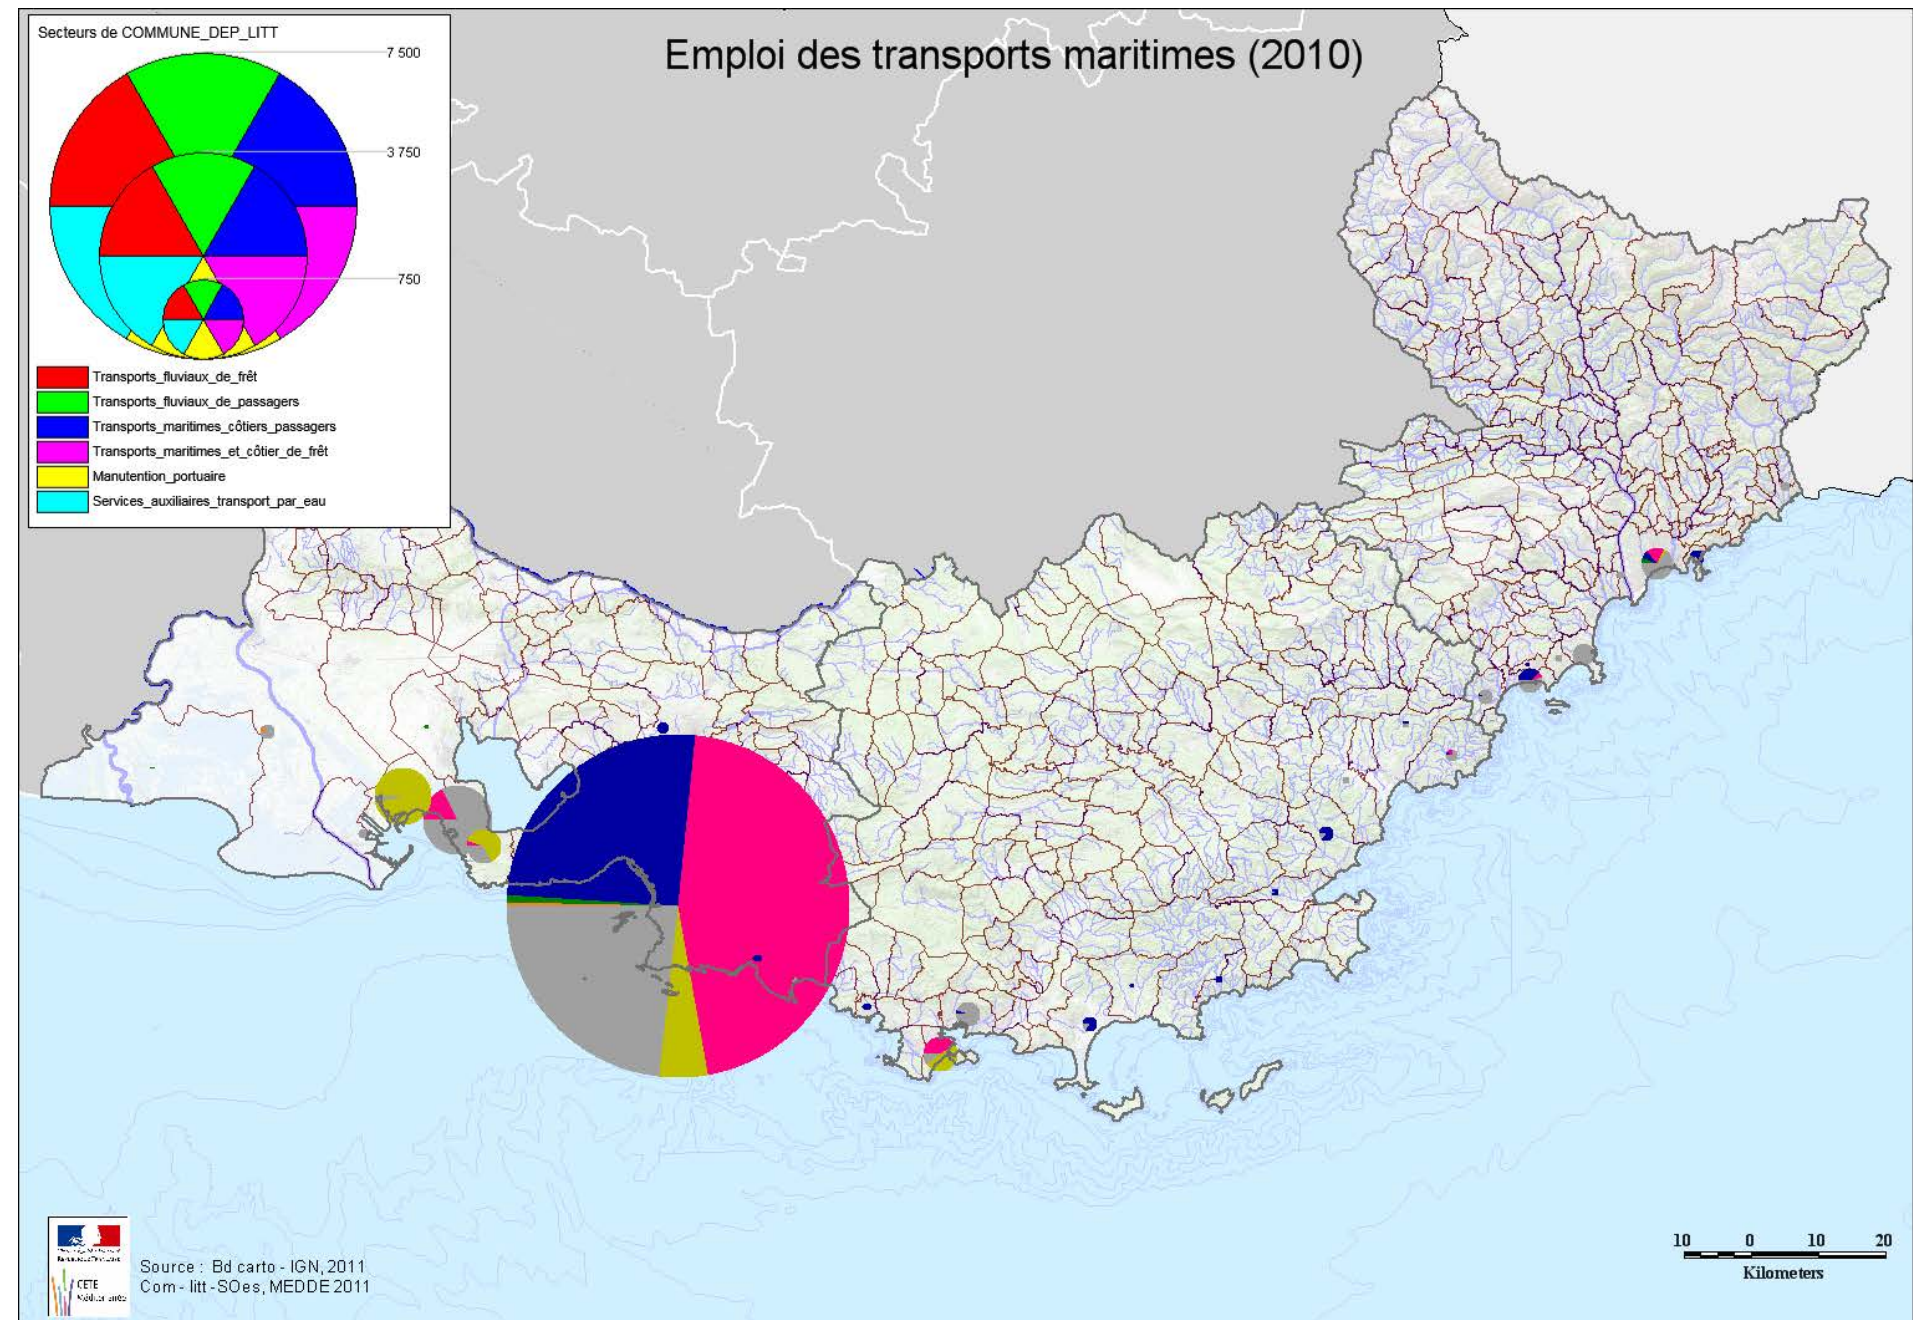 Secteurs de COMMUNE_DEP_LITT
7 500
3 750
750
Transports_fluviaux_de_frêt
Transports_fluviaux_de_passagers
Transports_maritimes_côtiers_passagers
Transports_maritimes_et_côtier_de_frêt
Manutention_portuaire
Services_auxiliaires_transport_par_eau
Emploi des transports maritimes (2010)
CETE
Méditerranée
Source : Bd carto - IGN, 2011
Com - litt - SOes, MEDDE 2011
10 0 10 20
Kilometers